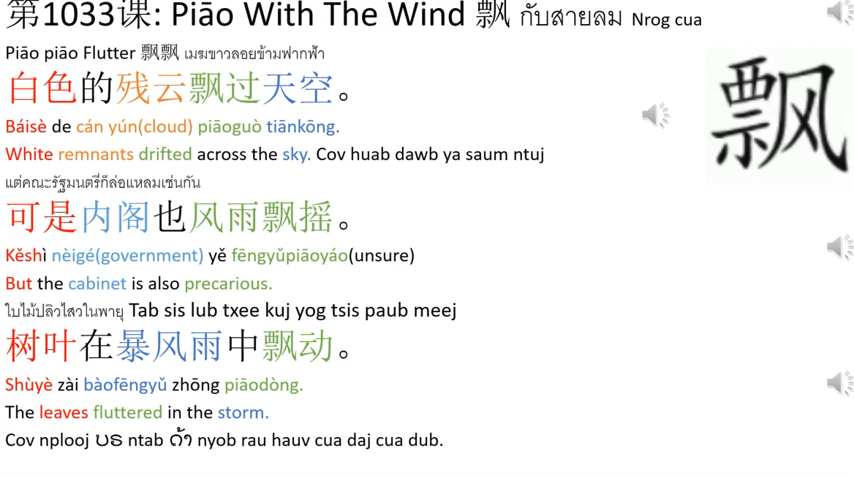 第1033课: Piāo With The Wind 飘 กับสายลม Nrog cua
Piāo piāo Flutter 飘飘 เมฆขาวลอยข้ามฟากฟ้า
白色的残云飘过天空。
Báisè de cán yún(cloud) piāoguò tiānkōng.
White remnants drifted across the sky. Cov huab dawb ya saum ntuj
แต่คณะรัฐมนตรีก็ล่อแหลมเช่นกัน
可是内阁也风雨飘摇。
Kěshì nèigé(government) yě fēngyǔpiāoyáo(unsure)
But the cabinet is also precarious.
ใบไม้ปลิวไสวในพายุ Tab sis lub txee kuj yog tsis paub meej
树叶在暴风雨中飘动。
Shùyè zài bàofēngyǔ zhōng piāodòng.
The leaves fluttered in the storm.
Cov nplooj ntab nyob rau hauv cua daj cua dub.
飘